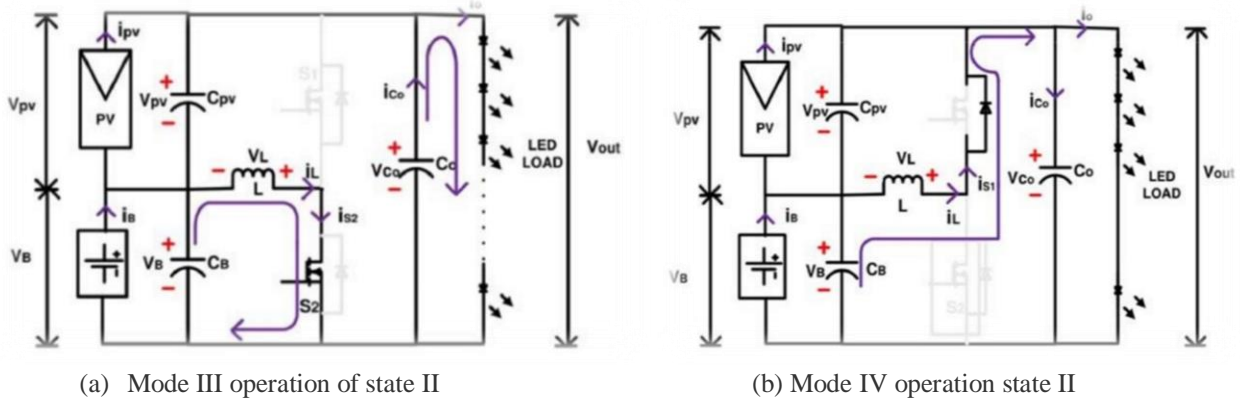 io
ipv
Vpv
PV
+
Vpv
−
Cpv
S1
iCo
+
VCo
−
Co
LED
LOAD
Vout
VL
−
+
L
iL
iS2
iB
VB
+
VB
−
CB
S2
(a) Mode III operation of state II
io
ipv
Vpv
PV
+
Vpv
−
Cpv
iCo
VL
−
+
L
iL
iS1
+
VCo
−
Co
LED
LOAD
Vout
iB
VB
+
VB
−
CB
S2
(b) Mode IV operation state II